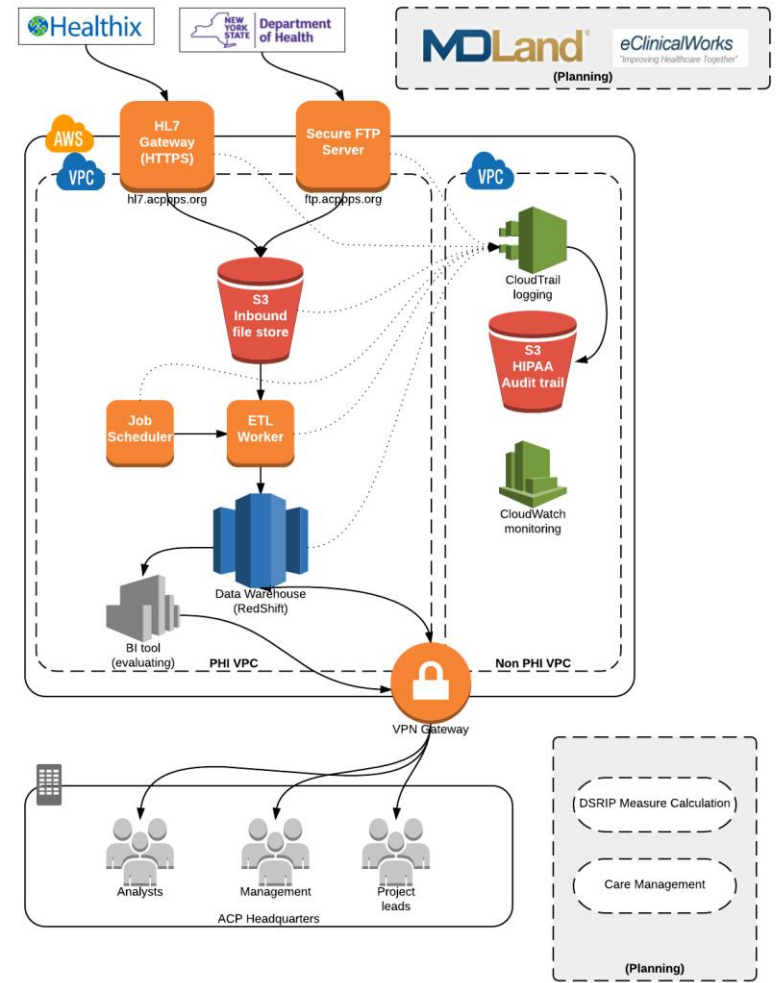 Healthix
NEW
YORK
STATE
Department
of Health
MDLand®
eClinicalWorks
"Improving Healthcare Together"
(Planning)
AWS
VPC
HL7
Gateway
(HTTPS)
hl7.acppps.org
Secure FTP
Server
ftp.acppps.org
VPC
S3
Inbound
file store
CloudTrail
logging
S3
HIPAA
Audit trail
Job
Scheduler
ETL
Worker
CloudWatch
monitoring
Data Warehouse
(RedShift)
BI tool
(evaluating)
PHI VPC
Non PHI VPC
VPN Gateway
Analysts
Management
Project
leads
ACP Headquarters
DSRIP Measure Calculation
Care Management
(Planning)